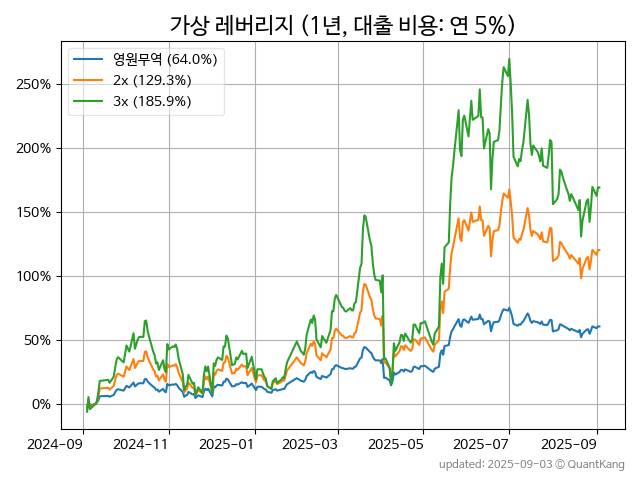 가상 레버리지 (1년, 대출 비용: 연 5%)
영원무역 (64.0%)
2x (129.3%)
3x (185.9%)
250%
200%
150%
100%
50%
0%
2024-09 2024-11 2025-01 2025-03 2025-05 2025-07 2025-09
updated: 2025-09-03 © QuantKang